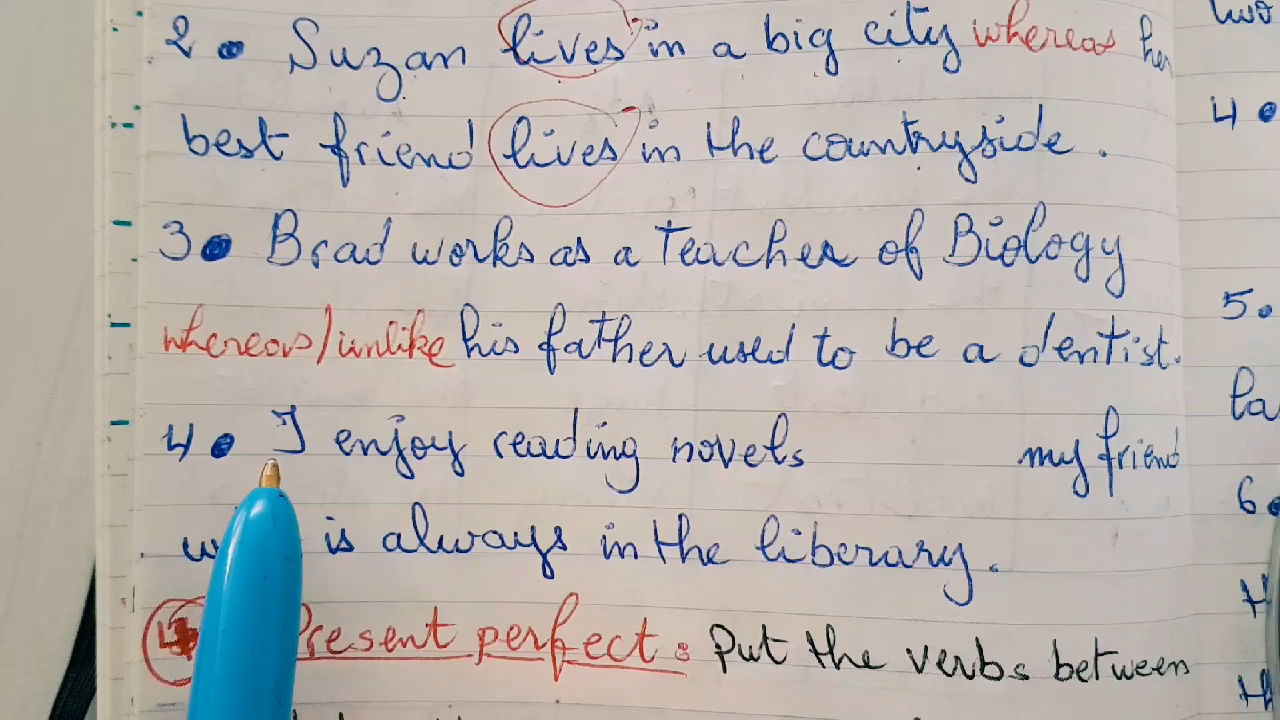 2. Suzan lives in a big city whereas her
best friend lives in the countryside.
3. Brad works as a teacher of Biology
whereas/unlike his father used to be a dentist.
4. I enjoy reading novels my friend
is always in the liberary.
Present perfect: Put the verbs between
two
4.
5.
la
6.